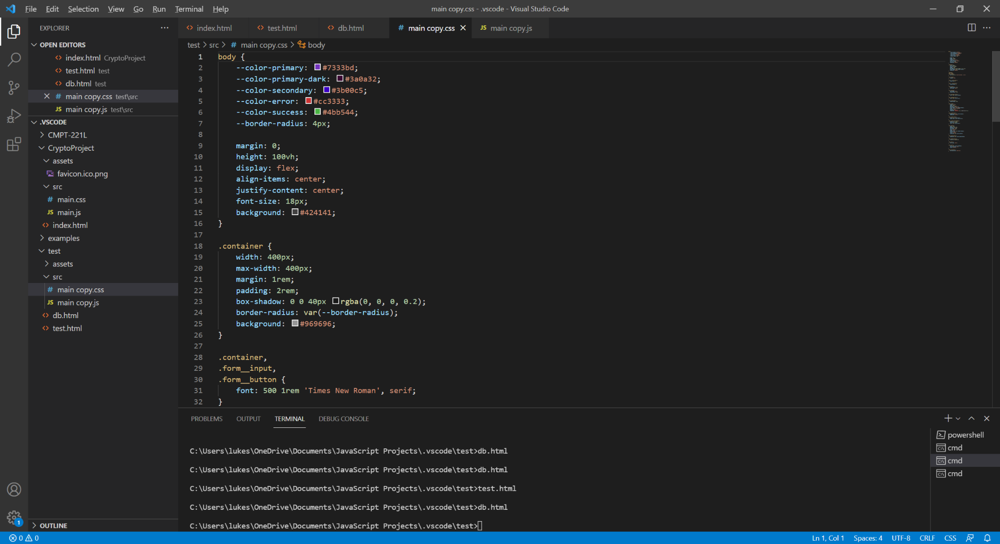 File Edit Selection View Go Run Terminal Help
main copy.css - .vscode - Visual Studio Code
EXPLORER
OPEN EDITORS
index.html CryptoProject
test.html test
db.html test
# main copy.css test\src
JS main copy.js test\src
.VSCODE
CMPT-221L
CryptoProject
assets
favicon.ico.png
src
# main.css
JS main.js
index.html
examples
test
assets
src
# main copy.css
JS main copy.js
db.html
test.html
OUTLINE
1
index.html
test.html
db.html
# main copy.css
JS main copy.js
test > src > # main copy.css > body
1 body {
2 --color-primary: #7333bd;
3 --color-primary-dark: #3a0a32;
4 --color-secondary: #3b00c5;
5 --color-error: #cc3333;
6 --color-success: #4bb544;
7 --border-radius: 4px;
8
9 margin: 0;
10 height: 100vh;
11 display: flex;
12 align-items: center;
13 justify-content: center;
14 font-size: 18px;
15 background: #424141;
16 }
17
18 .container {
19 width: 400px;
20 max-width: 400px;
21 margin: 1rem;
22 padding: 2rem;
23 box-shadow: 0 0 40px rgba(0, 0, 0, 0.2);
24 border-radius: var(--border-radius);
25 background: #969696;
26 }
27
28 .container,
29 .form__input,
30 .form__button {
31 font: 500 1rem 'Times New Roman', serif;
32 }
PROBLEMS OUTPUT TERMINAL DEBUG CONSOLE
C:\Users\lukes\OneDrive\Documents\JavaScript Projects\.vscode\test>db.html
C:\Users\lukes\OneDrive\Documents\JavaScript Projects\.vscode\test>db.html
C:\Users\lukes\OneDrive\Documents\JavaScript Projects\.vscode\test>test.html
C:\Users\lukes\OneDrive\Documents\JavaScript Projects\.vscode\test>db.html
C:\Users\lukes\OneDrive\Documents\JavaScript Projects\.vscode\test>
powershell
cmd
cmd
cmd
0 0
Ln 1, Col 1 Spaces: 4 UTF-8 CRLF CSS